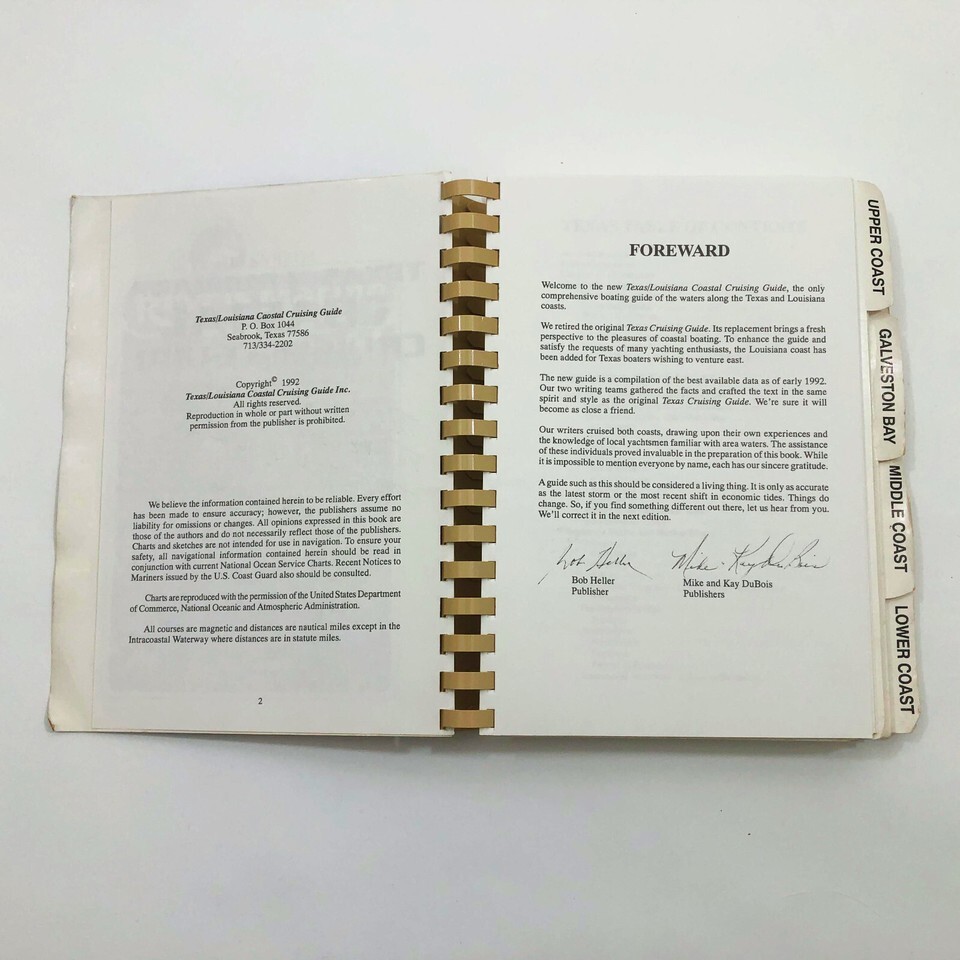 Texas/Louisiana Caostal Cruising Guide
P. O. Box 1044
Seabrook, Texas 77586
713/334-2202
Copyright© 1992
Texas/Louisiana Coastal Cruising Guide Inc.
All rights reserved.
Reproduction in whole or part without written
permission from the publisher is prohibited.
We believe the information contained herein to be reliable. Every effort
has been made to ensure accuracy; however, the publishers assume no
liability for omissions or changes. All opinions expressed in this book are
those of the authors and do not necessarily reflect those of the publishers.
Charts and sketches are not intended for use in navigation. To ensure your
safety, all navigational information contained herein should be read in
conjunction with current National Ocean Service Charts. Recent Notices to
Mariners issued by the U.S. Coast Guard also should be consulted.
Charts are reproduced with the permission of the United States Department
of Commerce, National Oceanic and Atmospheric Administration.
All courses are magnetic and distances are nautical miles except in the
Intracoastal Waterway where distances are in statute miles.
2
FOREWARD
Welcome to the new Texas/Louisiana Coastal Cruising Guide, the only
comprehensive boating guide of the waters along the Texas and Louisiana
coasts.
We retired the original Texas Cruising Guide. Its replacement brings a fresh
perspective to the pleasures of coastal boating. To enhance the guide and
satisfy the requests of many yachting enthusiasts, the Louisiana coast has
been added for Texas boaters wishing to venture east.
The new guide is a compilation of the best available data as of early 1992.
Our two writing teams gathered the facts and crafted the text in the same
spirit and style as the original Texas Cruising Guide. We're sure it will
become as close a friend.
Our writers cruised both coasts, drawing upon their own experiences and
the knowledge of local yachtsmen familiar with area waters. The assistance
of these individuals proved invaluable in the preparation of this book. While
it is impossible to mention everyone by name, each has our sincere gratitude.
A guide such as this should be considered a living thing. It is only as accurate
as the latest storm or the most recent shift in economic tides. Things do
change. So, if you find something different out there, let us hear from you.
We'll correct it in the next edition.
Bob Heller Mike · Kay Du Bois
Bob Heller Mike and Kay DuBois
Publisher Publishers
UPPER COAST
GALVESTON BAY
MIDDLE COAST
LOWER COAST